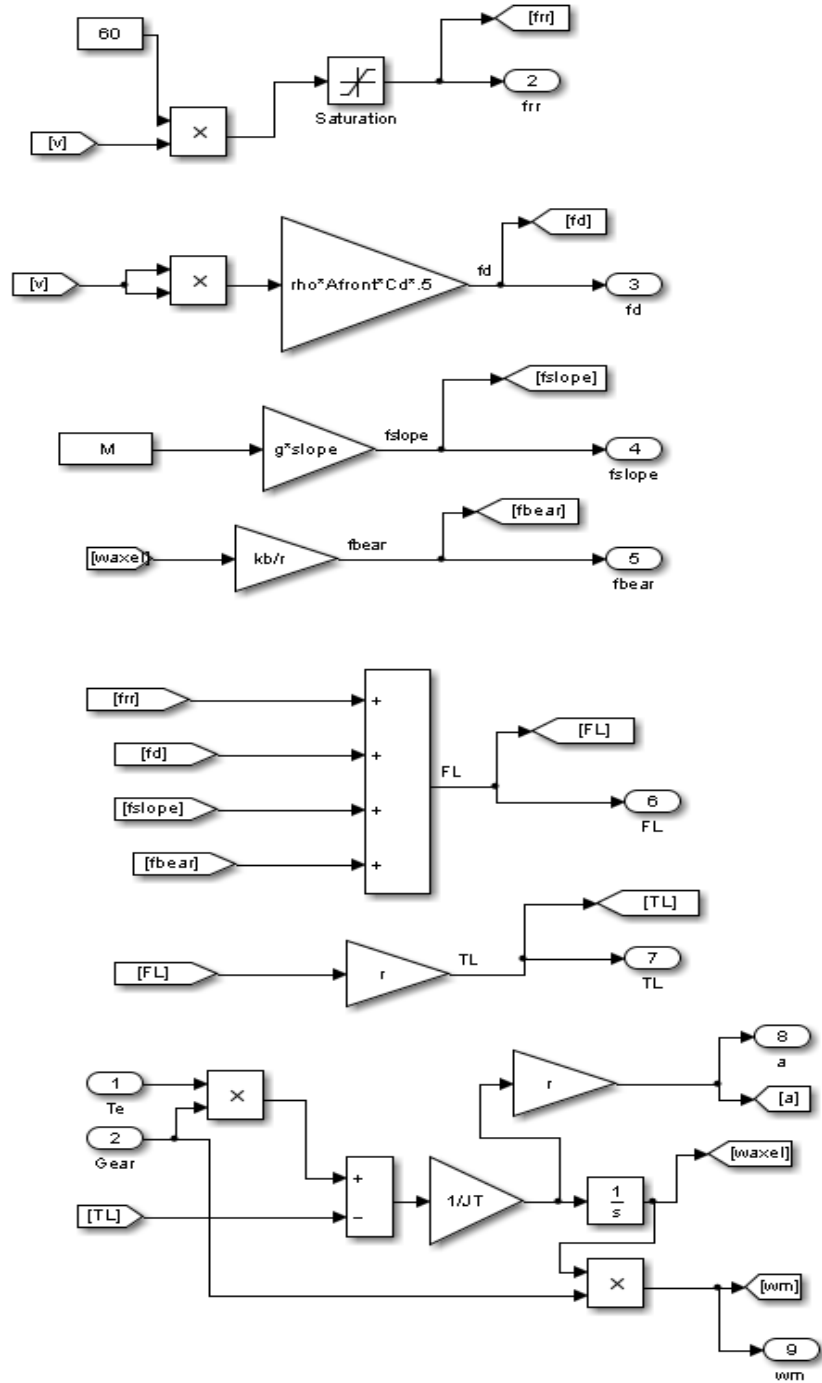 [frr]
60
2
frr
Saturation
×
[v]
[fd]
[v]
×
rho*Afront*Cd*.5
fd
3
fd
[fslope]
M
g*slope
fslope
4
fslope
[fbear]
[waxel]
kb/r
fbear
5
fbear
[frr]
+
[FL]
[fd]
+
FL
6
FL
[fslope]
+
[fbear]
+
[TL]
[FL]
r
TL
7
TL
8
a
1
Te
×
r
[a]
2
Gear
[waxel]
+
1/JT
1
s
[TL]
−
×
[wm]
9
wm